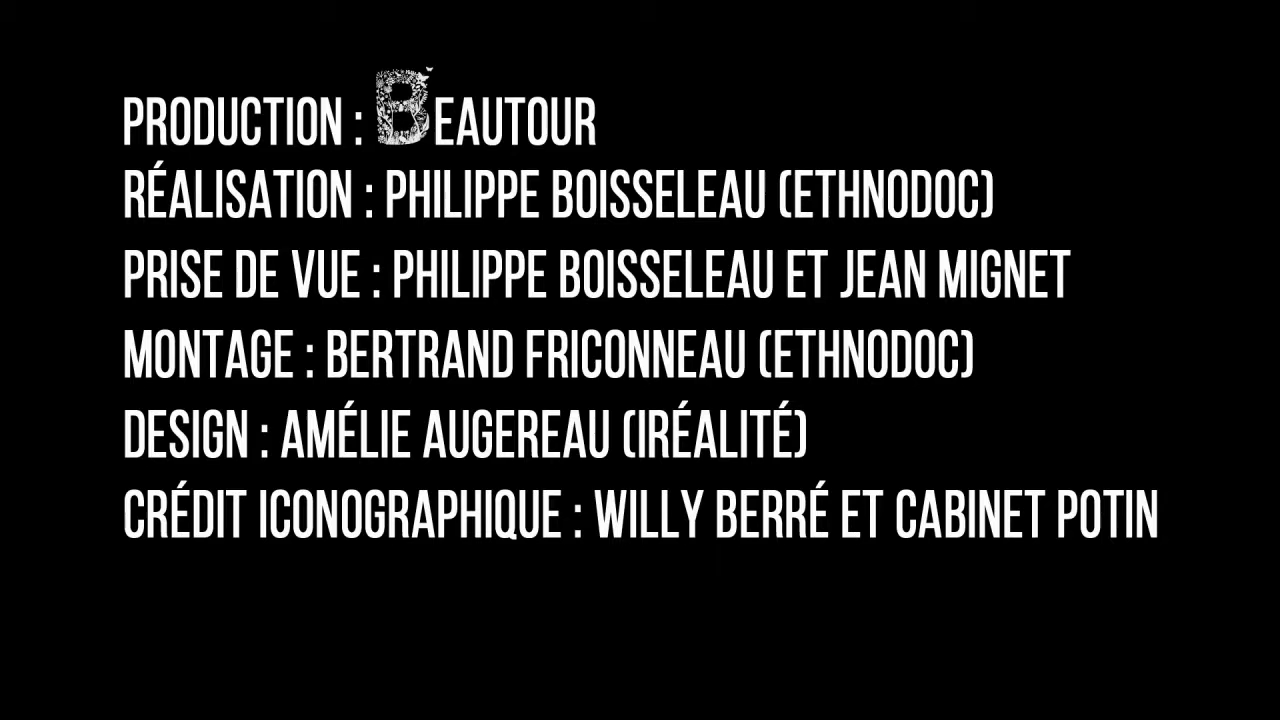 PRODUCTION : BEAUTOUR
RÉALISATION : PHILIPPE BOISSELEAU (ETHNODOC)
PRISE DE VUE : PHILIPPE BOISSELEAU ET JEAN MIGNET
MONTAGE : BERTRAND FRICONNEAU (ETHNODOC)
DESIGN : AMÉLIE AUGEREAU (IRÉALITÉ)
CRÉDIT ICONOGRAPHIQUE : WILLY BERRÉ ET CABINET POTIN